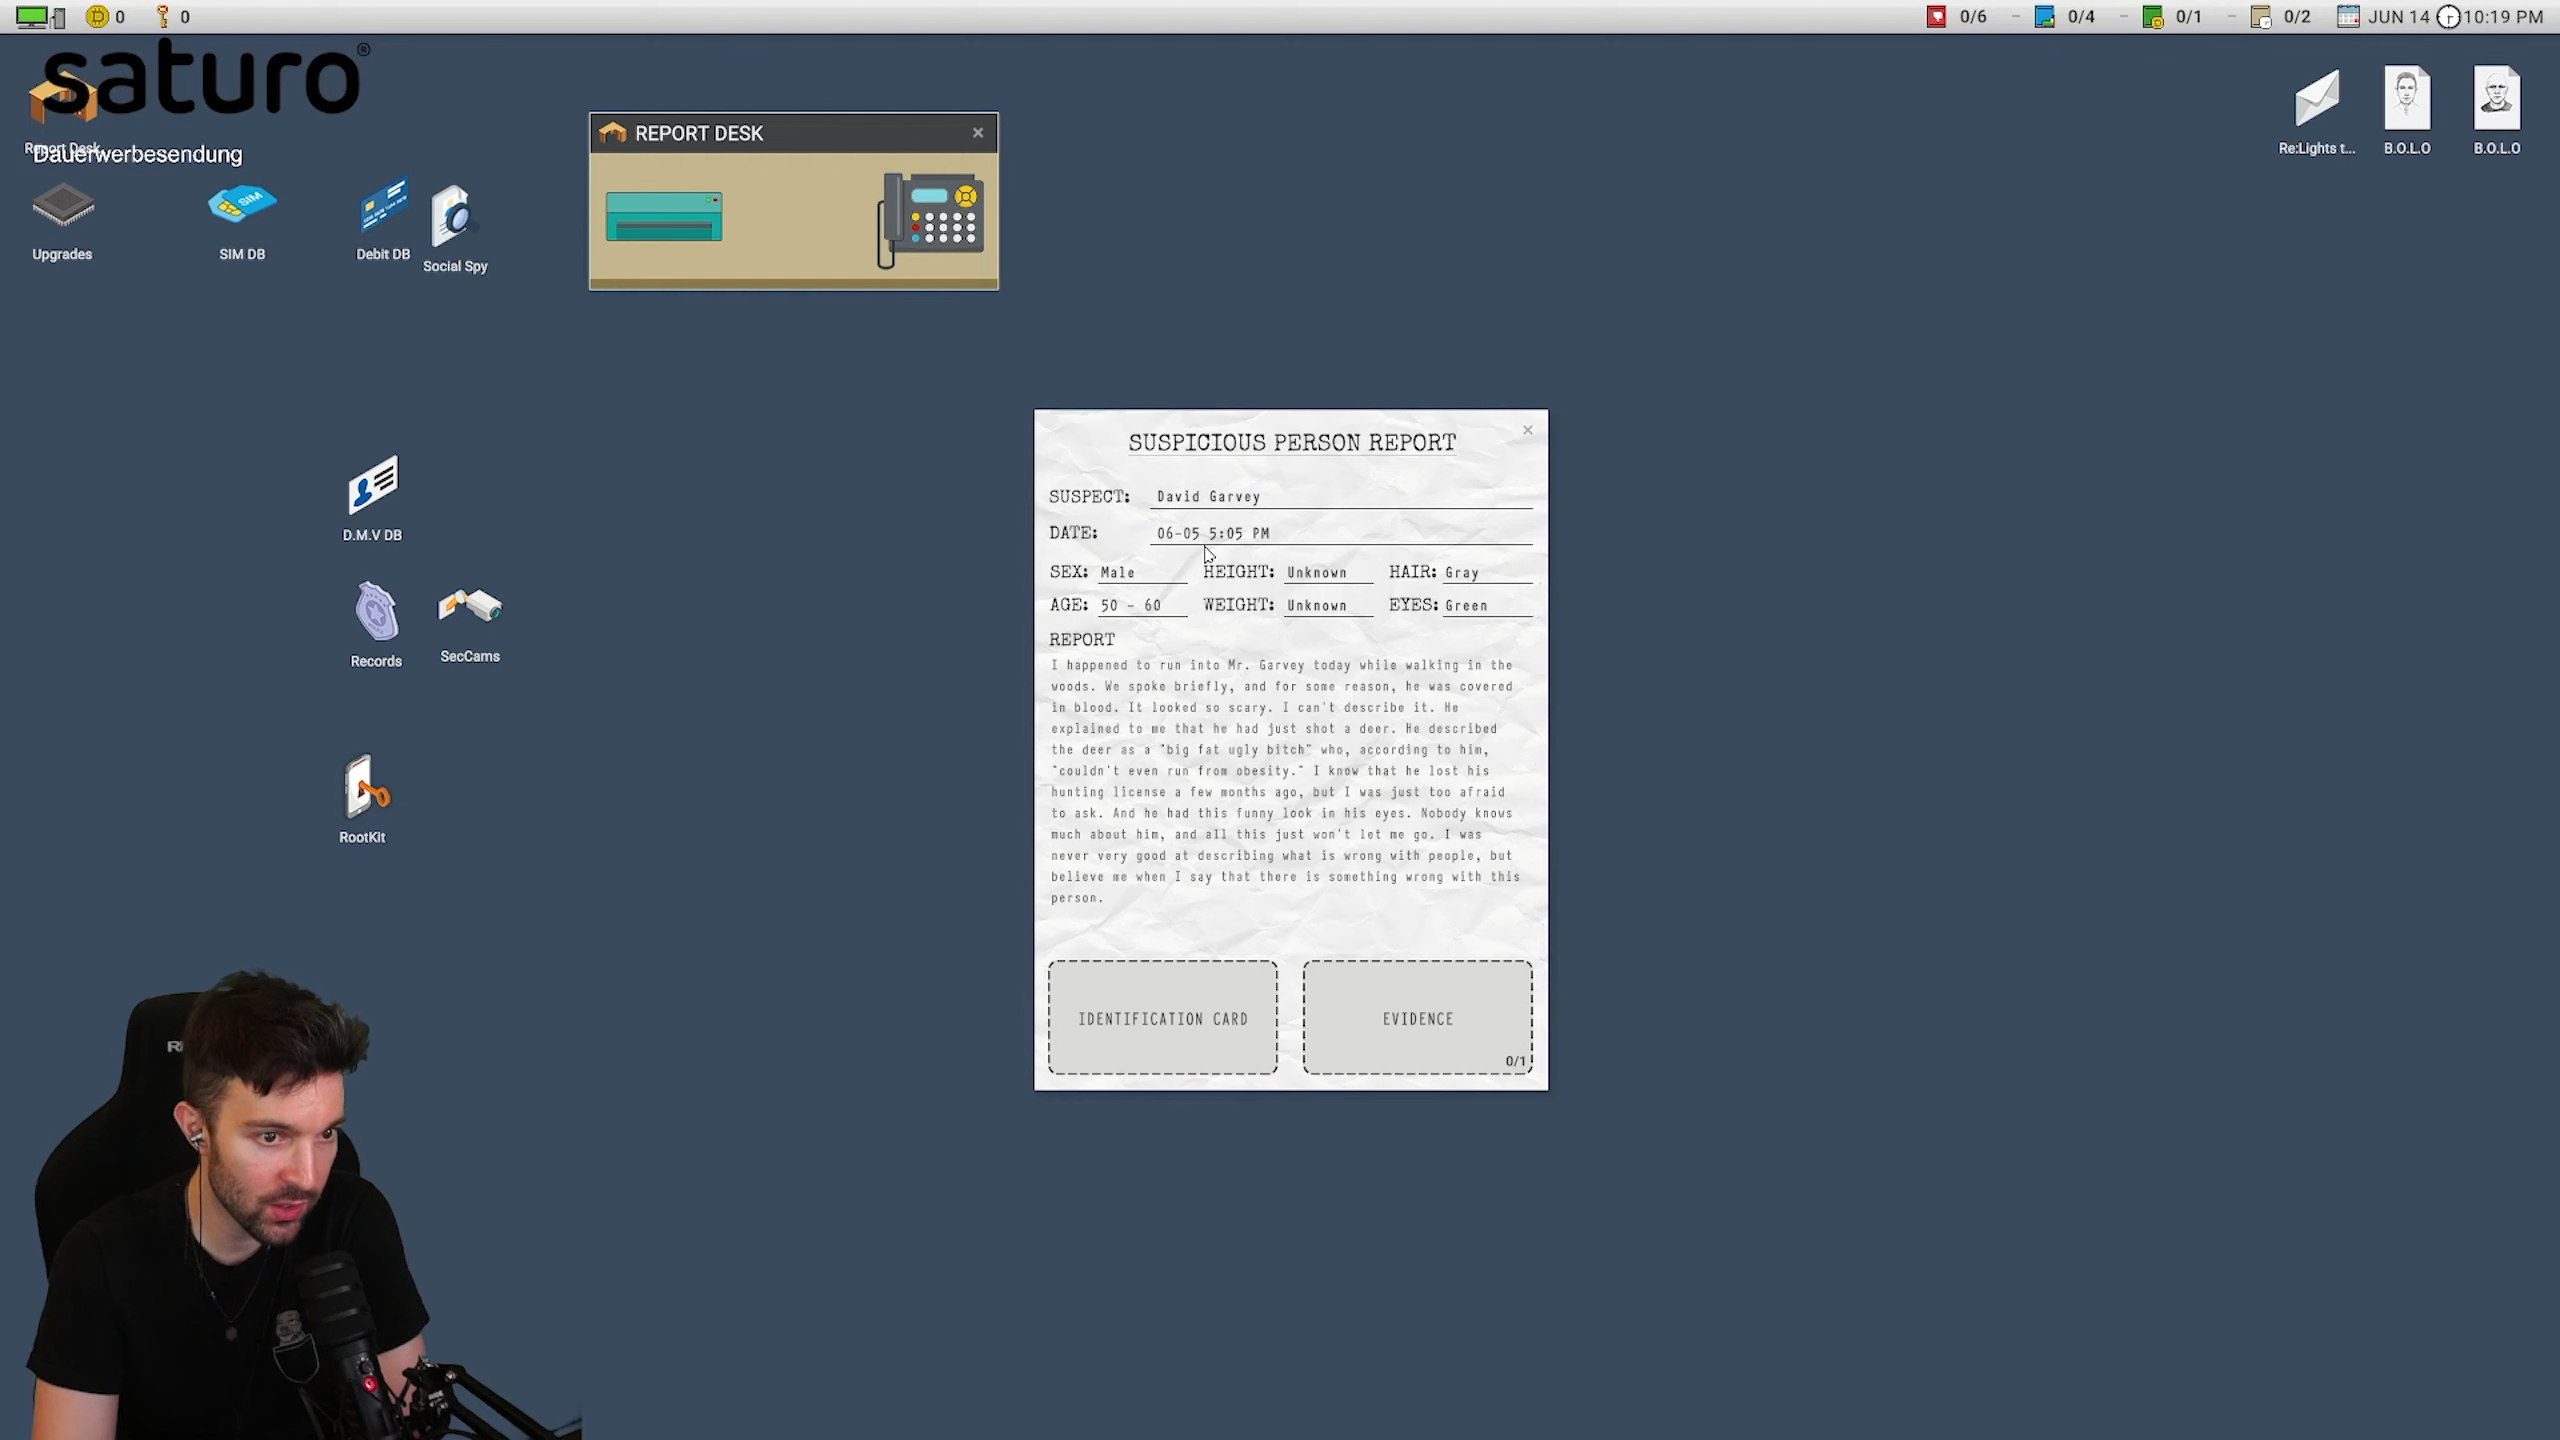 0
0
0/6
0/4
0/1
0/2
JUN 14
10:19 PM
saturo®
Report Desk
Dauerwerbesendung
Upgrades
SIM DB
Debit DB
Social Spy
D.M.V DB
Records
SecCams
RootKit
Re:Lights t...
B.O.L.O
B.O.L.O
REPORT DESK
SUSPICIOUS PERSON REPORT
SUSPECT: David Garvey
DATE: 06-05 5:05 PM
SEX: Male HEIGHT: Unknown HAIR: Gray
AGE: 50 - 60 WEIGHT: Unknown EYES: Green
REPORT
I happened to run into Mr. Garvey today while walking in the
woods. We spoke briefly, and for some reason, he was covered
in blood. It looked so scary. I can't describe it. He
explained to me that he had just shot a deer. He described
the deer as a "big fat ugly bitch" who, according to him,
"couldn't even run from obesity." I know that he lost his
hunting license a few months ago, but I was just too afraid
to ask. And he had this funny look in his eyes. Nobody knows
much about him, and all this just won't let me go. I was
never very good at describing what is wrong with people, but
believe me when I say that there is something wrong with this
person.
IDENTIFICATION CARD
EVIDENCE
0/1